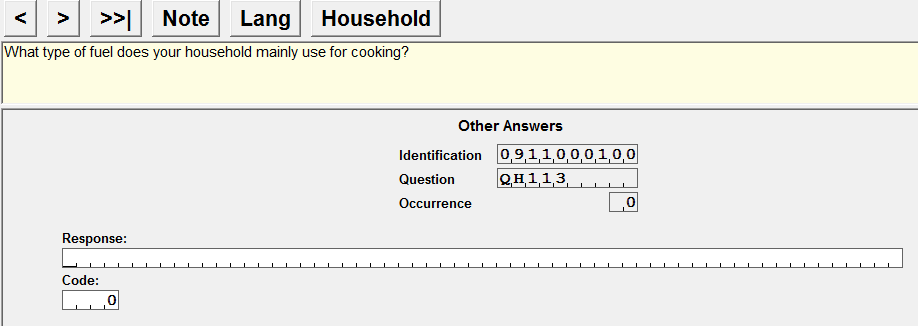 < > >>| Note Lang Household
What type of fuel does your household mainly use for cooking?
Other Answers
Identification 0911000100
Question QH113
Occurrence 0
Response:
Code:
0